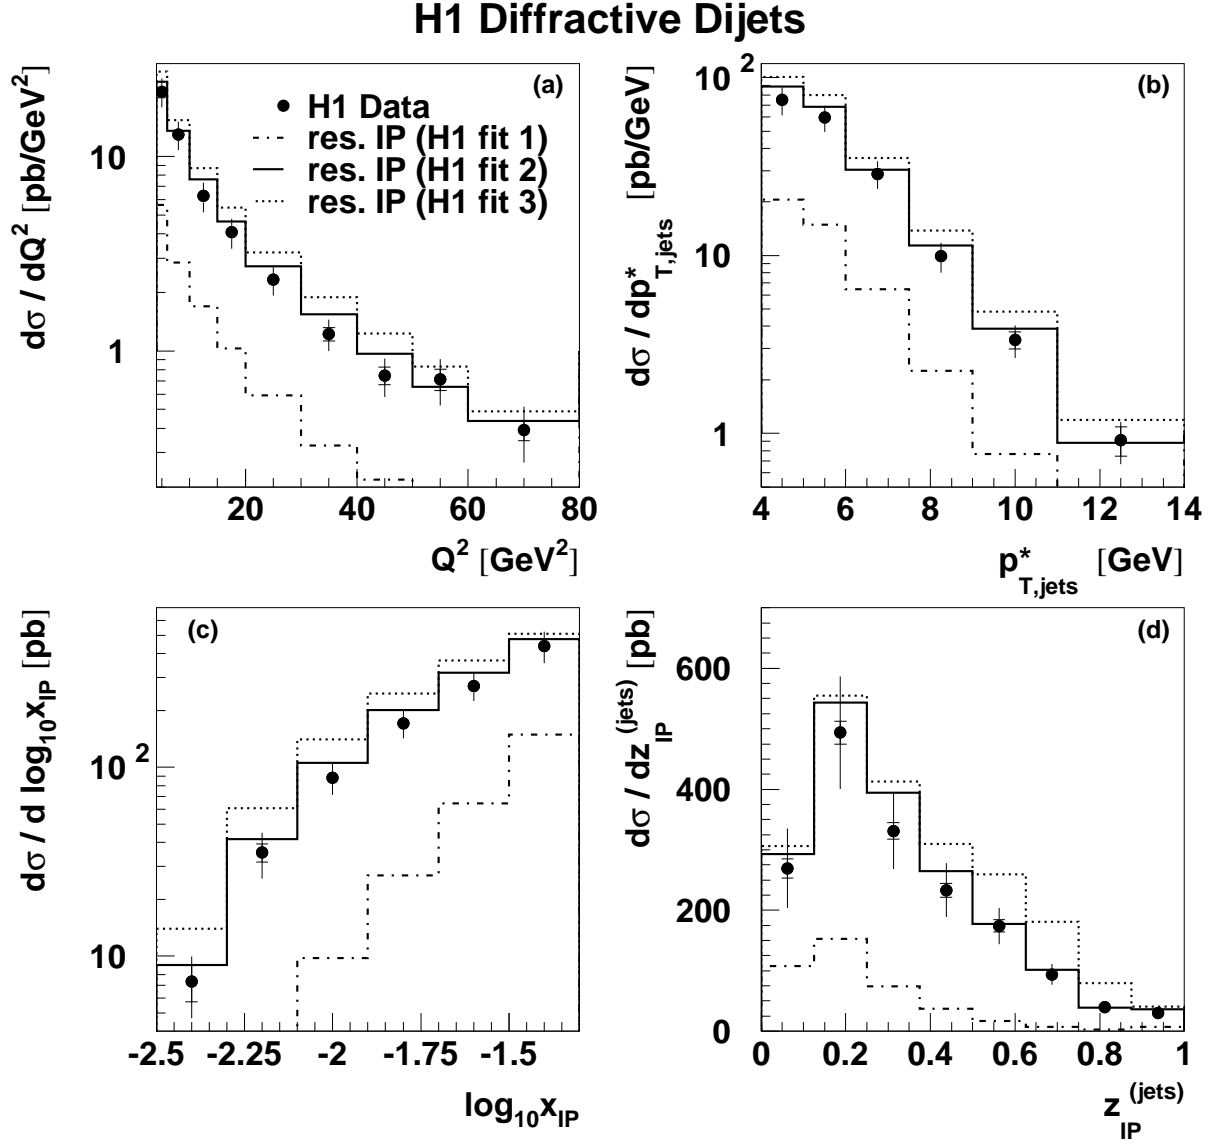 H1 Diffractive Dijets
dσ / dQ² [pb/GeV²]
(a)
H1 Data
res. IP (H1 fit 1)
res. IP (H1 fit 2)
res. IP (H1 fit 3)
10
1
20 40 60 80
Q² [GeV²]
dσ / dp*T,jets [pb/GeV]
(b)
10²
10
1
4 6 8 10 12 14
p*T,jets [GeV]
dσ / d log₁₀xIP [pb]
(c)
10²
10
-2.5 -2.25 -2 -1.75 -1.5
log₁₀xIP
dσ / dzIP(jets) [pb]
(d)
600
400
200
0
0 0.2 0.4 0.6 0.8 1
zIP(jets)